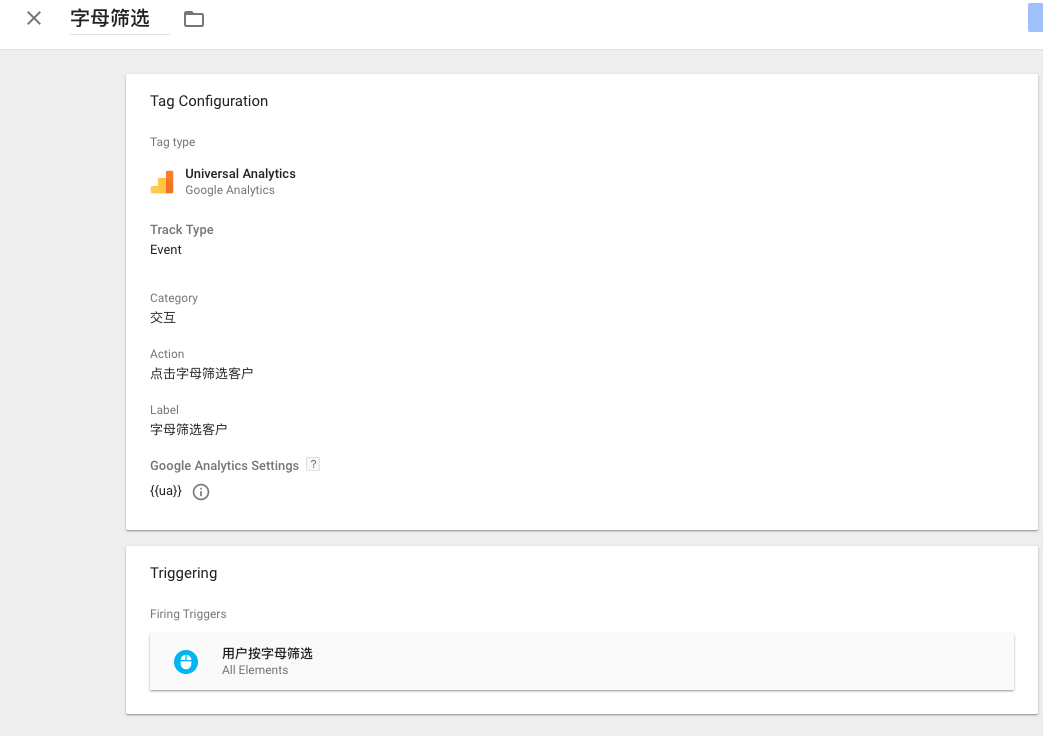 字母筛选
Tag Configuration
Tag type
Universal Analytics
Google Analytics
Track Type
Event
Category
交互
Action
点击字母筛选客户
Label
字母筛选客户
Google Analytics Settings ?
{{ua}}
Triggering
Firing Triggers
用户按字母筛选
All Elements